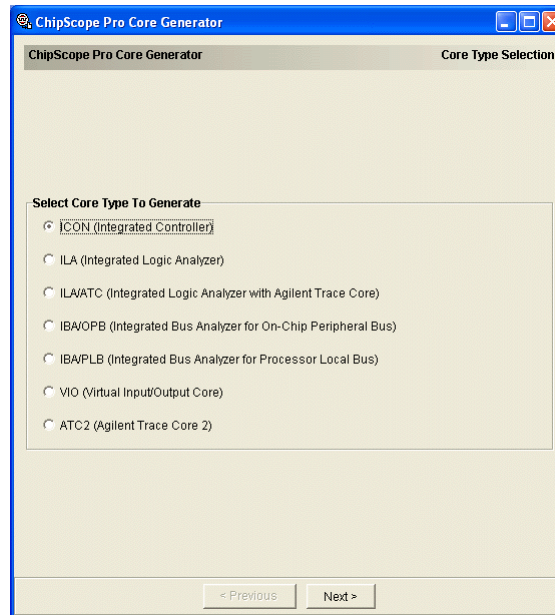 ChipScope Pro Core Generator
ChipScope Pro Core Generator Core Type Selection
Select Core Type To Generate
ICON (Integrated Controller)
ILA (Integrated Logic Analyzer)
ILA/ATC (Integrated Logic Analyzer with Agilent Trace Core)
IBA/OPB (Integrated Bus Analyzer for On-Chip Peripheral Bus)
IBA/PLB (Integrated Bus Analyzer for Processor Local Bus)
VIO (Virtual Input/Output Core)
ATC2 (Agilent Trace Core 2)
< Previous Next >